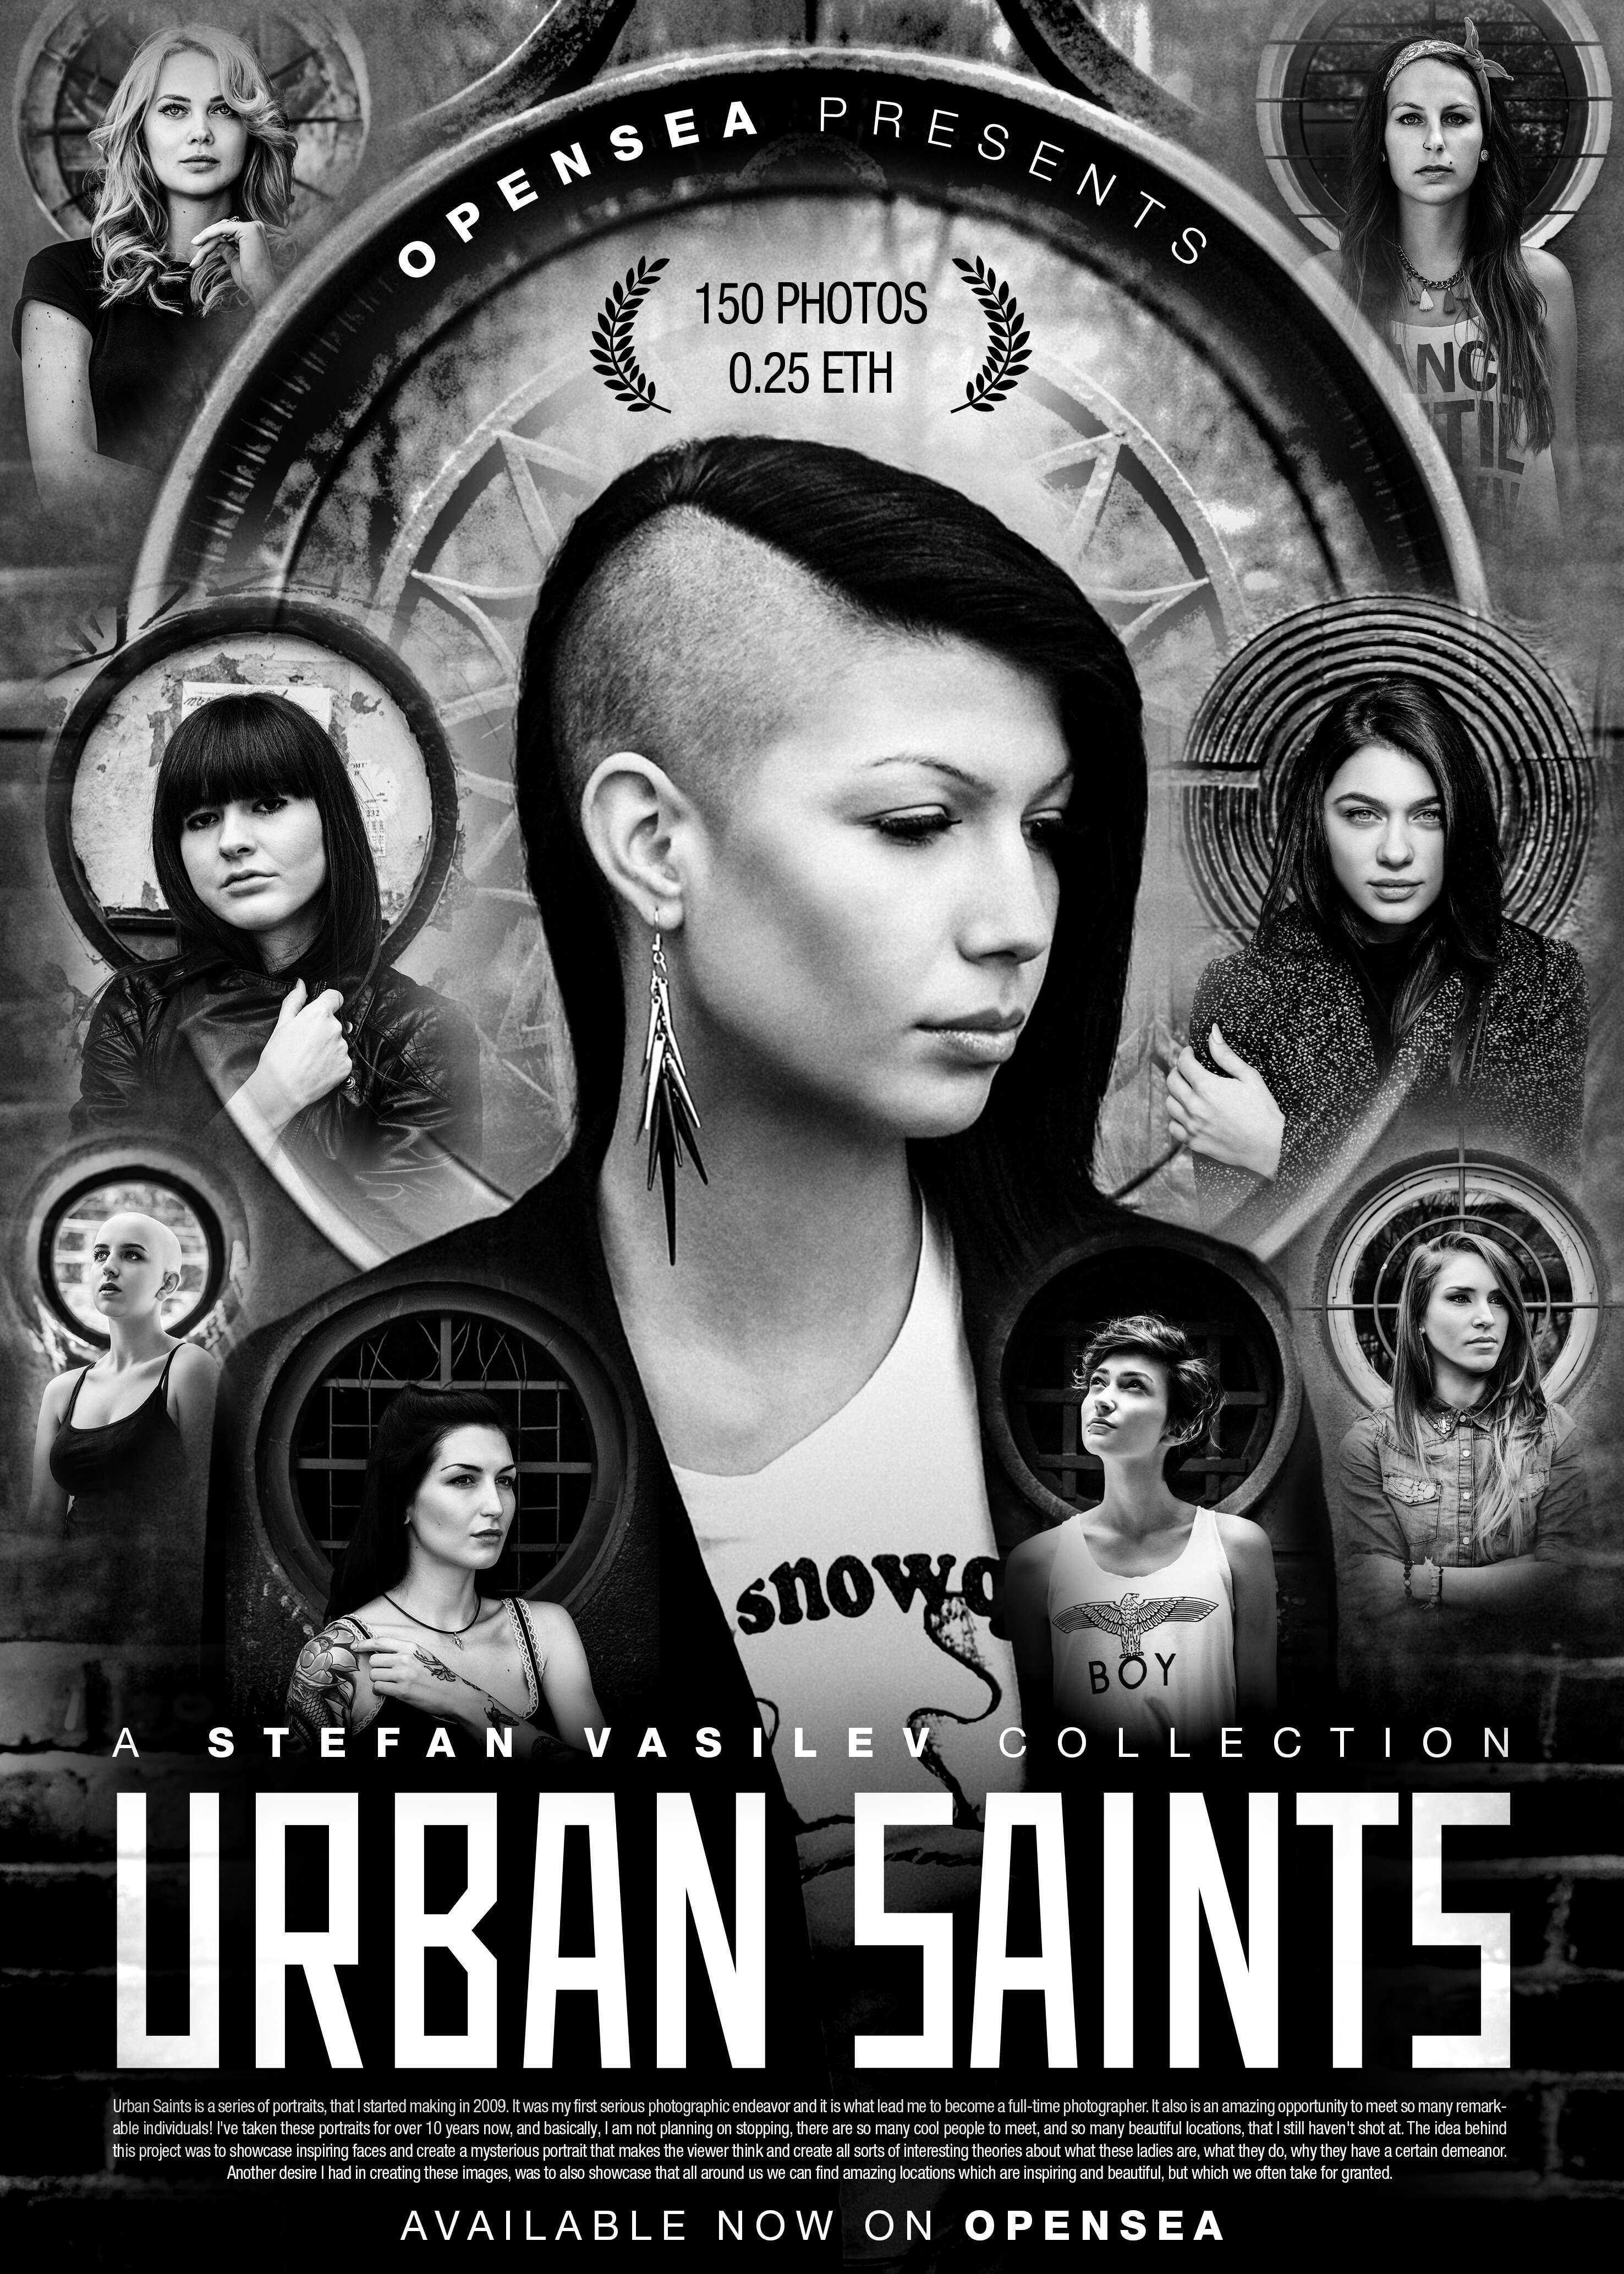 OPENSEA PRESENTS
150 PHOTOS
0.25 ETH
BOY
A STEFAN VASILEV COLLECTION
URBAN SAINTS
Urban Saints is a series of portraits, that I started making in 2009. It was my first serious photographic endeavor and it is what lead me to become a full-time photographer. It also is an amazing opportunity to meet so many remark-
able individuals! I've taken these portraits for over 10 years now, and basically, I am not planning on stopping, there are so many cool people to meet, and so many beautiful locations, that I still haven't shot at. The idea behind
this project was to showcase inspiring faces and create a mysterious portrait that makes the viewer think and create all sorts of interesting theories about what these ladies are, what they do, why they have a certain demeanor.
Another desire I had in creating these images, was to also showcase that all around us we can find amazing locations which are inspiring and beautiful, but which we often take for granted.
AVAILABLE NOW ON OPENSEA